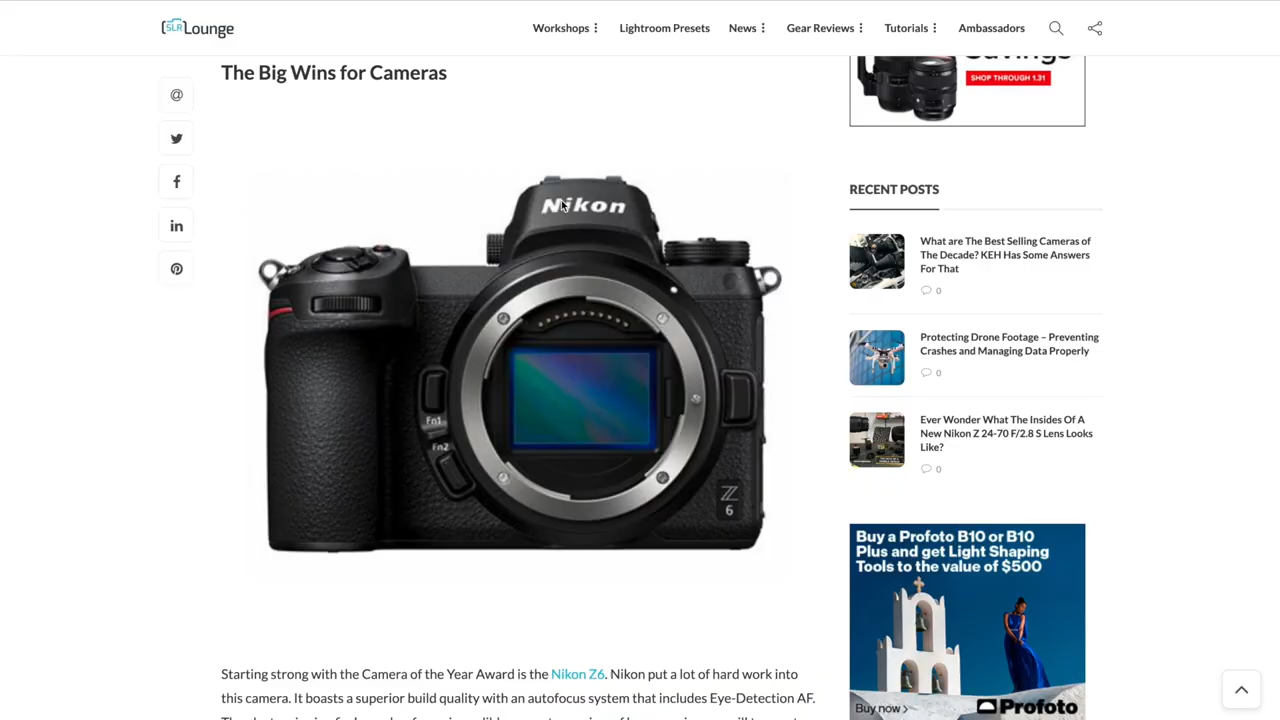 SLR Lounge
Workshops
Lightroom Presets
News
Gear Reviews
Tutorials
Ambassadors
The Big Wins for Cameras
@
SHOP THROUGH 1.31
Nikon
Fn1
Fn2
Z
6
RECENT POSTS
What are The Best Selling Cameras of
The Decade? KEH Has Some Answers
For That
0
Protecting Drone Footage – Preventing
Crashes and Managing Data Properly
0
Ever Wonder What The Insides Of A
New Nikon Z 24-70 F/2.8 S Lens Looks
Like?
0
Buy a Profoto B10 or B10
Plus and get Light Shaping
Tools to the value of $500
Buy now >
Profoto
Starting strong with the Camera of the Year Award is the Nikon Z6. Nikon put a lot of hard work into
this camera. It boasts a superior build quality with an autofocus system that includes Eye-Detection AF.